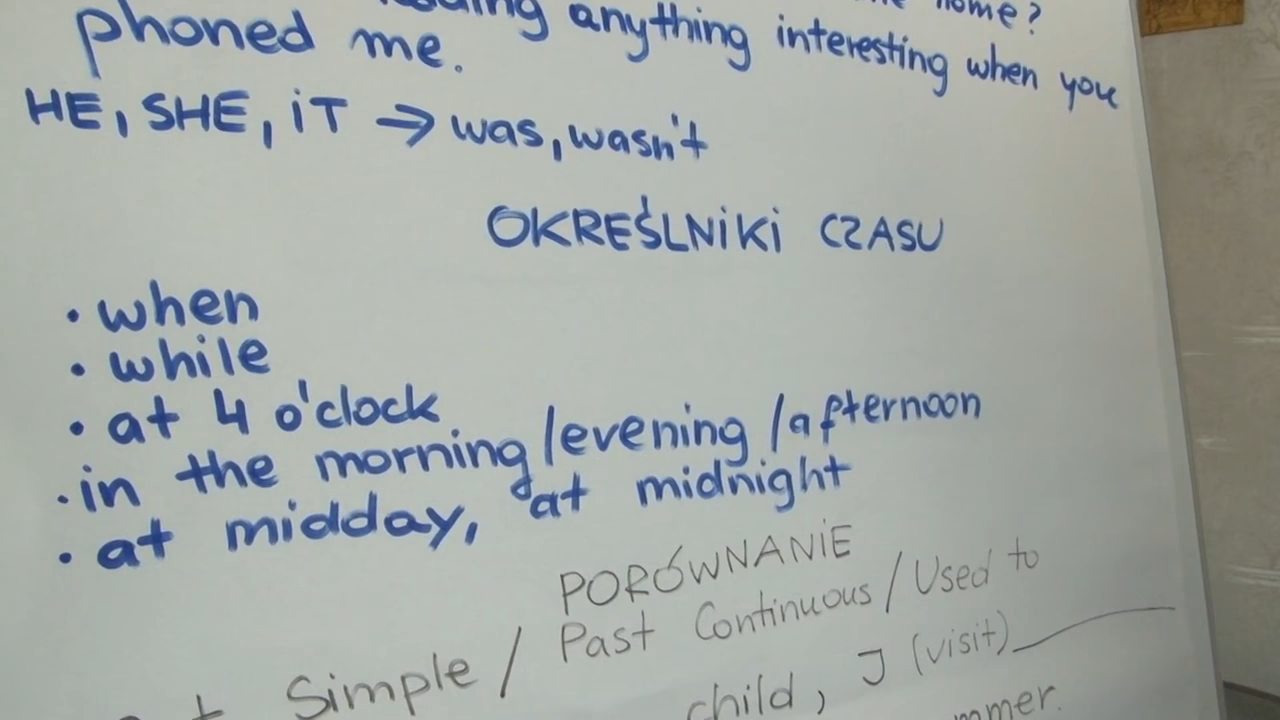 home?
anything interesting when you
phoned me.
HE, SHE, iT → was, wasn't
OKREŚLNiKi CZASU
• when
• while
• at 4 o'clock
• in the morning /evening /afternoon
• at midday, at midnight
PORÓWNANiE
Simple / Past Continuous / Used to
child, J (visit)